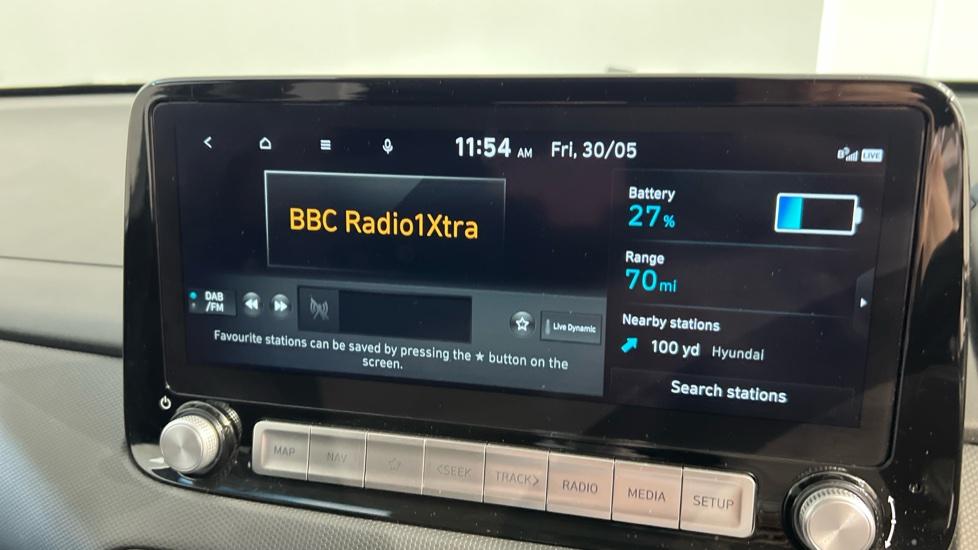 11:54 AM Fri, 30/05
LIVE
BBC Radio1Xtra
DAB
/FM
Live Dynamic
Favourite stations can be saved by pressing the ★ button on the
screen.
Battery
27%
Range
70mi
Nearby stations
100 yd Hyundai
Search stations
MAP
NAV
☆
<SEEK
TRACK>
RADIO
MEDIA
SETUP